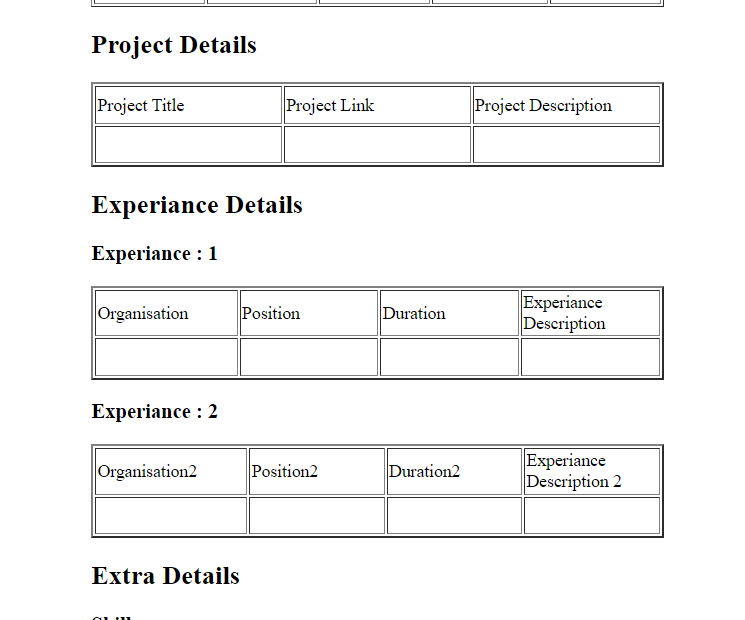 Project Details
Project Title Project Link Project Description
Experiance Details
Experiance : 1
Organisation Position Duration Experiance
Description
Experiance : 2
Organisation2 Position2 Duration2 Experiance
Description 2
Extra Details